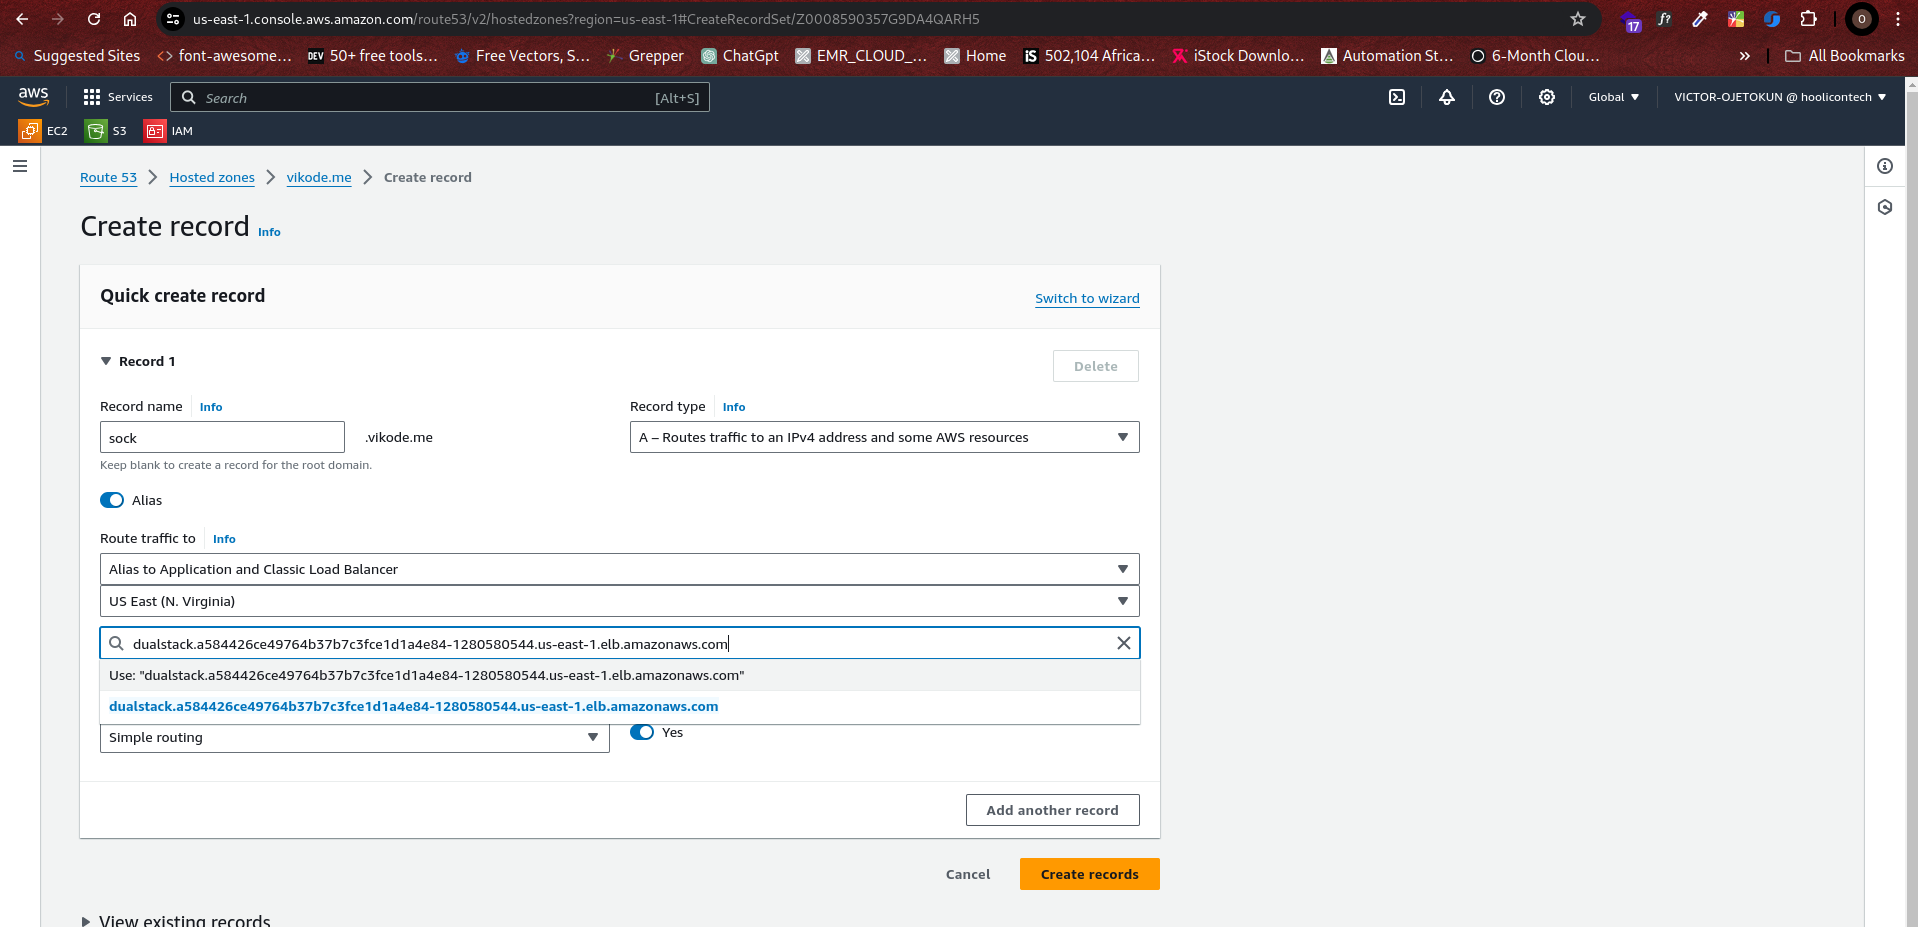 us-east-1.console.aws.amazon.com/route53/v2/hostedzones?region=us-east-1#CreateRecordSet/Z0008590357G9DA4QARH5
17
f?
O
Suggested Sites
font-awesome...
DEV 50+ free tools...
Free Vectors, S...
Grepper
ChatGpt
EMR_CLOUD_...
Home
iS 502,104 Africa...
iStock Downlo...
Automation St...
6-Month Clou...
»
All Bookmarks
aws
Services
Search
[Alt+S]
Global
VICTOR-OJETOKUN @ hoolicontech
EC2
S3
IAM
Route 53
Hosted zones
vikode.me
Create record
Create record Info
Quick create record
Switch to wizard
Record 1
Delete
Record name Info
Record type Info
sock
.vikode.me
A – Routes traffic to an IPv4 address and some AWS resources
Keep blank to create a record for the root domain.
Alias
Route traffic to Info
Alias to Application and Classic Load Balancer
US East (N. Virginia)
dualstack.a584426ce49764b37b7c3fce1d1a4e84-1280580544.us-east-1.elb.amazonaws.com
Use: "dualstack.a584426ce49764b37b7c3fce1d1a4e84-1280580544.us-east-1.elb.amazonaws.com"
dualstack.a584426ce49764b37b7c3fce1d1a4e84-1280580544.us-east-1.elb.amazonaws.com
Simple routing
Yes
Add another record
Cancel
Create records
View existing records